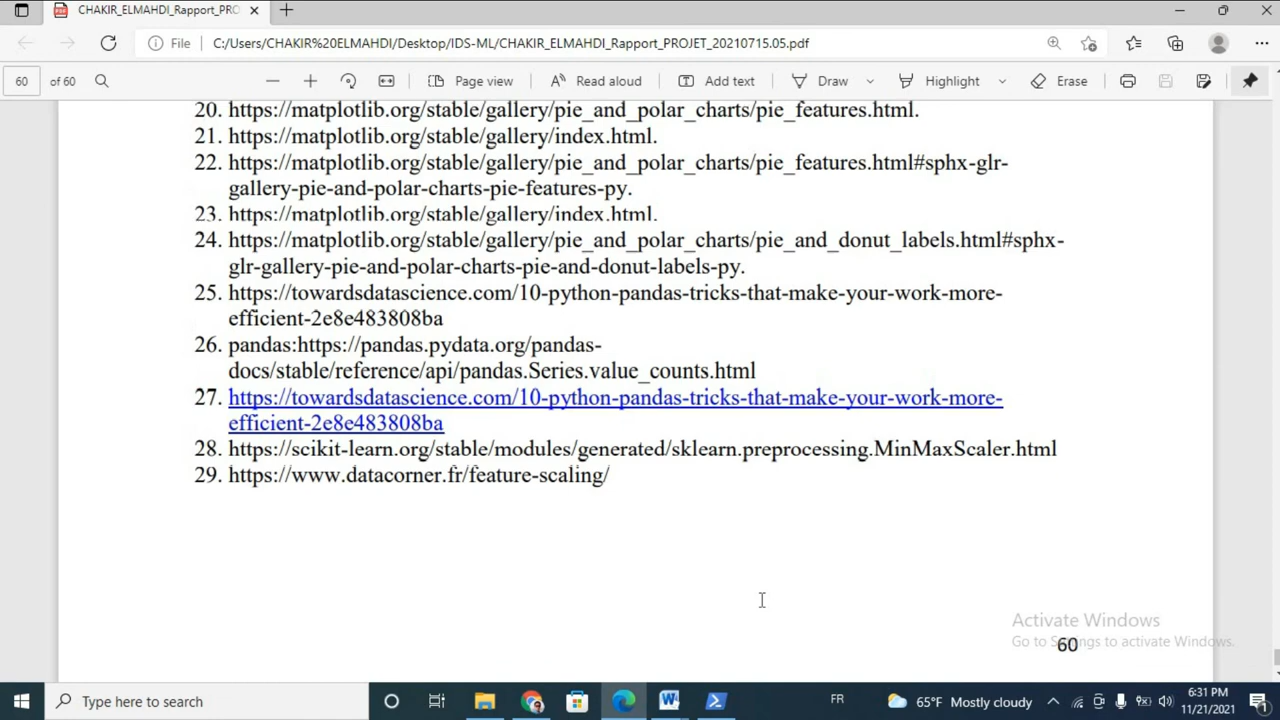 CHAKIR_ELMAHDI_Rapport_PRO
File C:/Users/CHAKIR%20ELMAHDI/Desktop/IDS-ML/CHAKIR_ELMAHDI_Rapport_PROJET_20210715.05.pdf
60 of 60 Page view Read aloud Add text Draw Highlight Erase
20. https://matplotlib.org/stable/gallery/pie_and_polar_charts/pie_features.html.
21. https://matplotlib.org/stable/gallery/index.html.
22. https://matplotlib.org/stable/gallery/pie_and_polar_charts/pie_features.html#sphx-glr-
gallery-pie-and-polar-charts-pie-features-py.
23. https://matplotlib.org/stable/gallery/index.html.
24. https://matplotlib.org/stable/gallery/pie_and_polar_charts/pie_and_donut_labels.html#sphx-
glr-gallery-pie-and-polar-charts-pie-and-donut-labels-py.
25. https://towardsdatascience.com/10-python-pandas-tricks-that-make-your-work-more-
efficient-2e8e483808ba
26. pandas:https://pandas.pydata.org/pandas-
docs/stable/reference/api/pandas.Series.value_counts.html
27. https://towardsdatascience.com/10-python-pandas-tricks-that-make-your-work-more-
efficient-2e8e483808ba
28. https://scikit-learn.org/stable/modules/generated/sklearn.preprocessing.MinMaxScaler.html
29. https://www.datacorner.fr/feature-scaling/
Activate Windows
Go to Settings to activate Windows.
60
Type here to search FR 65°F Mostly cloudy 6:31 PM
11/21/2021
1